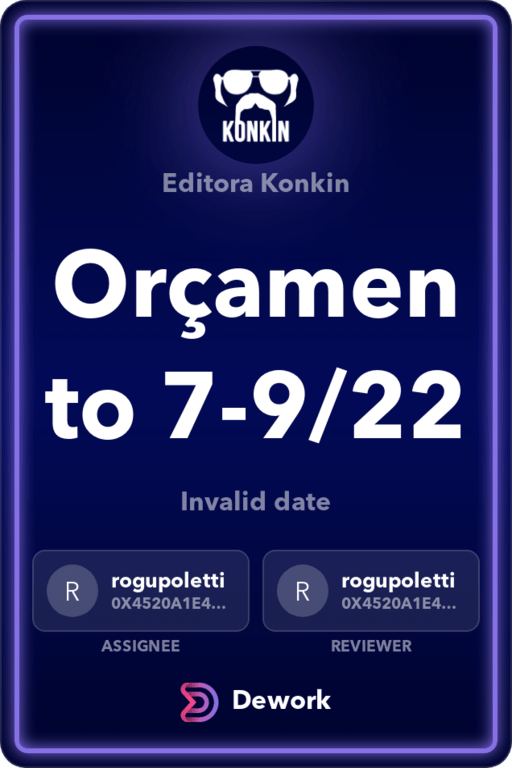 KONKIN
Editora Konkin
Orçamen
to 7-9/22
Invalid date
R rogupoletti R rogupoletti
0X4520A1E4... 0X4520A1E4...
ASSIGNEE REVIEWER
Dework